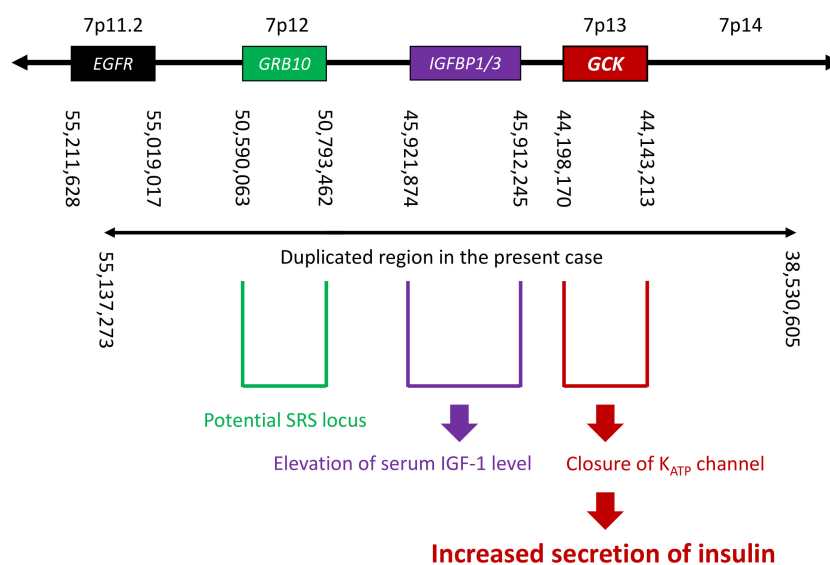 7p11.2 7p12 7p13 7p14
EGFR GRB10 IGFBP1/3 GCK
55,211,628 55,019,017 50,590,063 50,793,462 45,921,874 45,912,245 44,198,170 44,143,213
Duplicated region in the present case
55,137,273 38,530,605
Potential SRS locus
Elevation of serum IGF-1 level Closure of KATP channel
Increased secretion of insulin